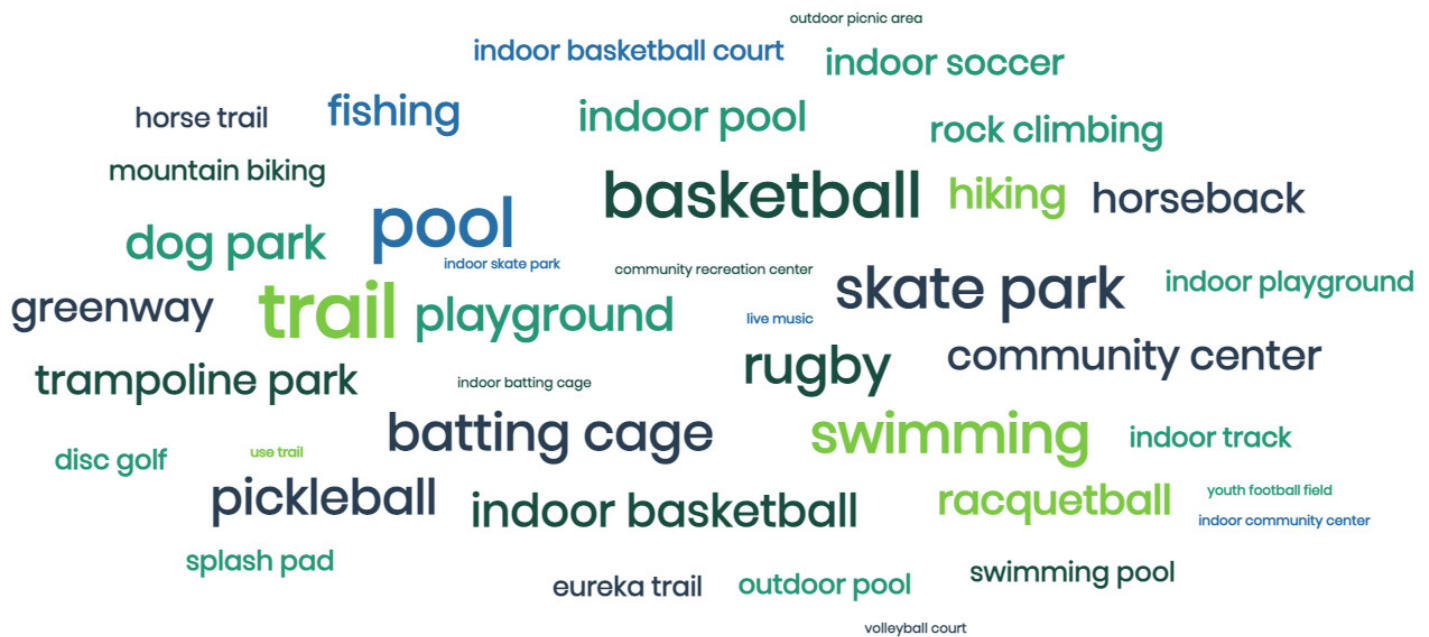 outdoor picnic area
indoor basketball court
indoor soccer
horse trail
fishing
indoor pool
rock climbing
mountain biking
basketball
hiking
horseback
dog park
pool
indoor skate park
community recreation center
skate park
indoor playground
greenway
trail
playground
live music
rugby
community center
trampoline park
indoor batting cage
batting cage
swimming
indoor track
disc golf
use trail
pickleball
indoor basketball
racquetball
youth football field
indoor community center
splash pad
eureka trail
outdoor pool
swimming pool
volleyball court